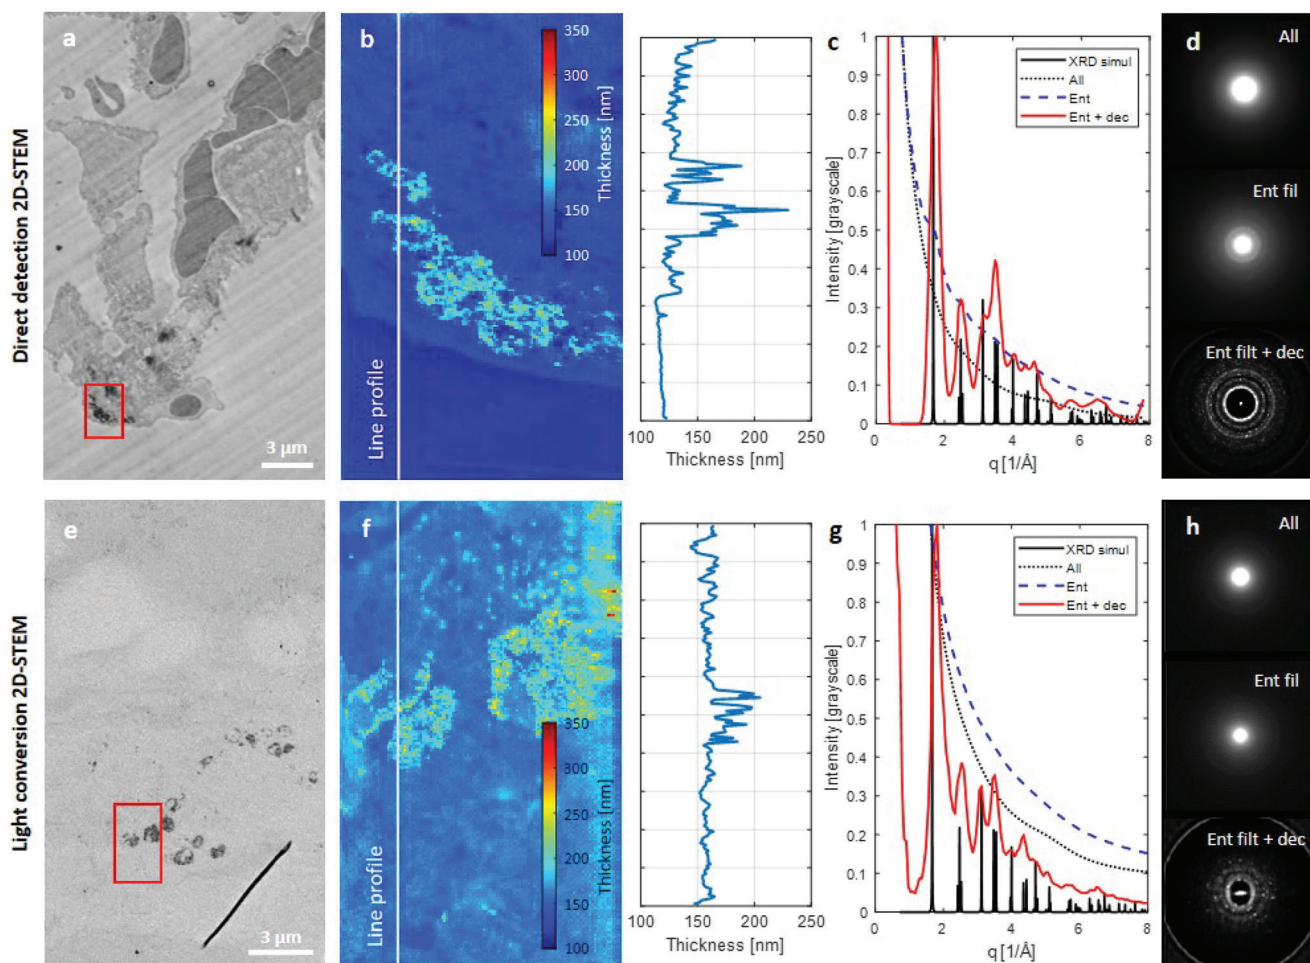 Direct detection 2D-STEM
a
3 µm
b
350
300
250
200
150
100
Thickness [nm]
Line profile
100 150 200 250
Thickness [nm]
c
1
0.9
0.8
0.7
0.6
0.5
0.4
0.3
0.2
0.1
0
Intensity [grayscale]
XRD simul
All
Ent
Ent + dec
0 2 4 6 8
q [1/Å]
d
All
Ent fil
Ent filt + dec
Light conversion 2D-STEM
e
3 µm
f
350
300
250
200
150
100
Thickness [nm]
Line profile
100 150 200 250
Thickness [nm]
g
1
0.9
0.8
0.7
0.6
0.5
0.4
0.3
0.2
0.1
0
Intensity [grayscale]
XRD simul
All
Ent
Ent + dec
0 2 4 6 8
q [1/Å]
h
All
Ent fil
Ent filt + dec